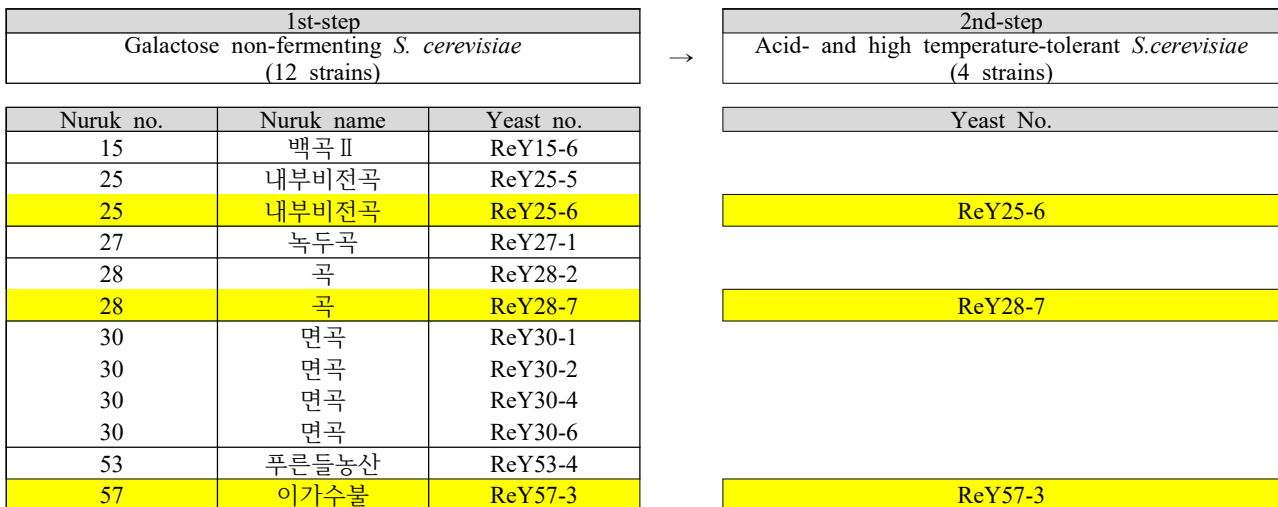 1st-step
Galactose non-fermenting S. cerevisiae
(12 strains)
→
2nd-step
Acid- and high temperature-tolerant S.cerevisiae
(4 strains)
Nuruk no. Nuruk name Yeast no. Yeast No.
15 백곡Ⅱ ReY15-6
25 내부비전곡 ReY25-5
25 내부비전곡 ReY25-6 ReY25-6
27 녹두곡 ReY27-1
28 곡 ReY28-2
28 곡 ReY28-7 ReY28-7
30 면곡 ReY30-1
30 면곡 ReY30-2
30 면곡 ReY30-4
30 면곡 ReY30-6
53 푸른들농산 ReY53-4
57 이가수불 ReY57-3 ReY57-3